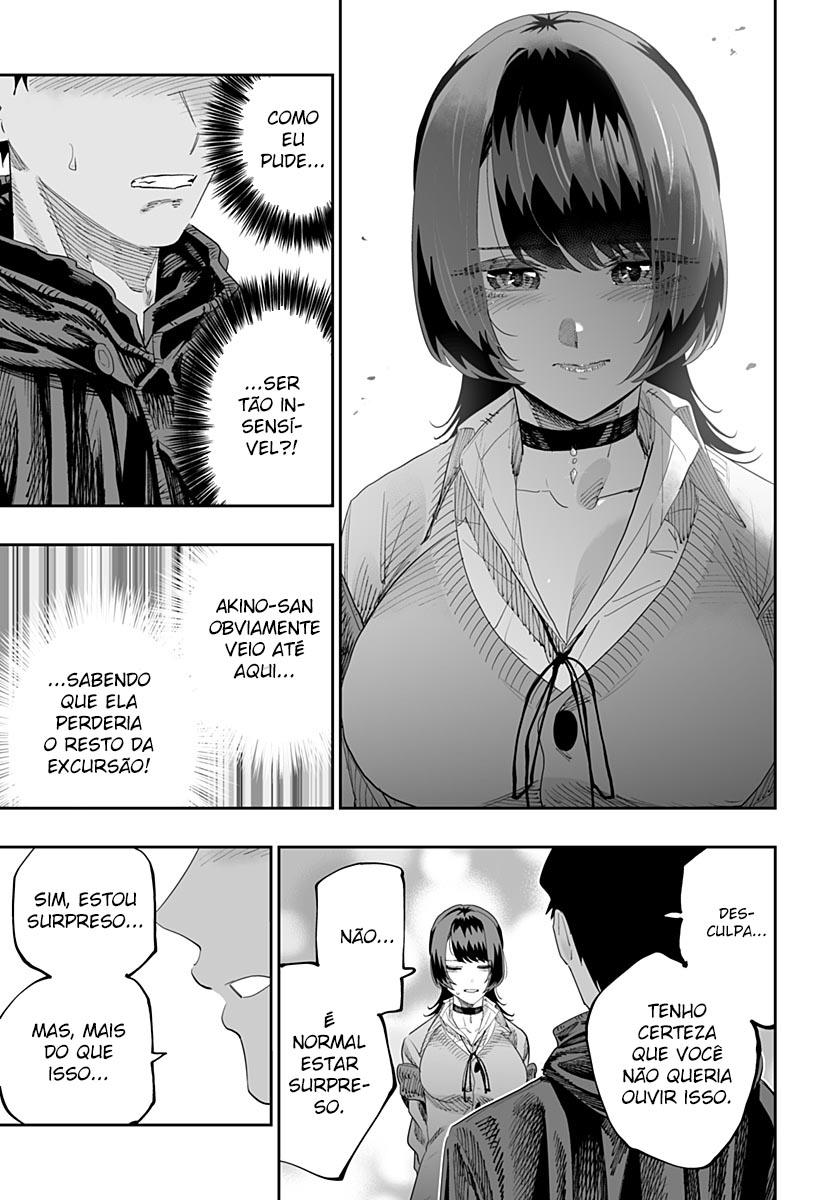 COMO
EU
PUDE...
...SER
TÃO IN-
SENSÍ-
VEL?!
AKINO-SAN
OBVIAMENTE
VEIO ATÉ
AQUI...
...SABENDO
QUE ELA
PERDERIA
O RESTO DA
EXCURSÃO!
DES-
CULPA...
TENHO
CERTEZA
QUE VOCÊ
NÃO QUERIA
OUVIR ISSO.
NÃO...
É
NORMAL
ESTAR
SURPRE-
SO.
SIM, ESTOU
SURPRESO...
MAS, MAIS
DO QUE
ISSO...